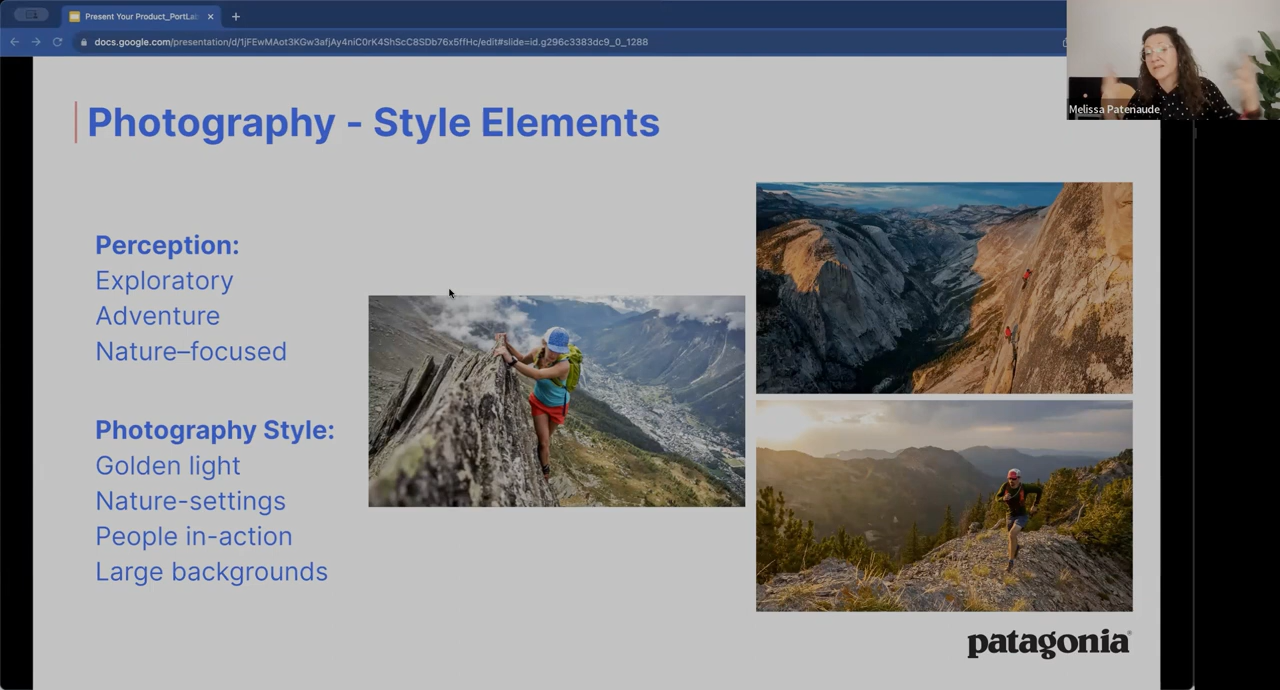 Present Your Product_PortLa
docs.google.com/presentation/d/1jFEwMAot3KGw3afjAy4niC0rK4ShScC8SDb76x5ffHc/edit#slide=id.g296c3383dc9_0_1288
Melissa Patenaude
Photography - Style Elements
Perception:
Exploratory
Adventure
Nature–focused
Photography Style:
Golden light
Nature-settings
People in-action
Large backgrounds
patagonia®